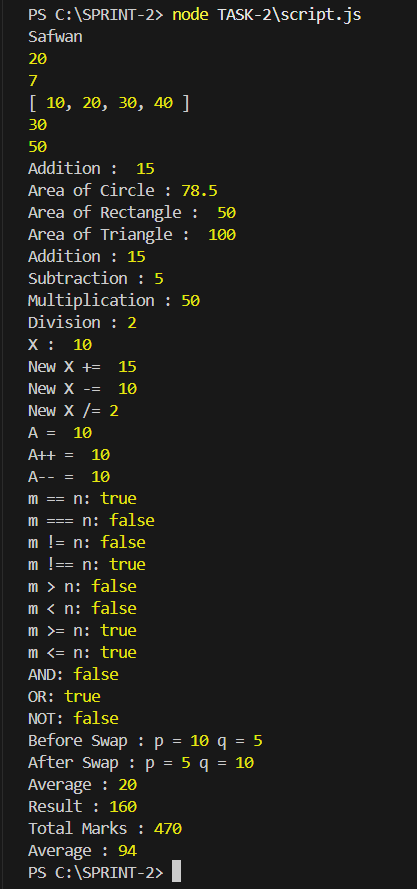 PS C:\SPRINT-2> node TASK-2\script.js
Safwan
20
7
[ 10, 20, 30, 40 ]
30
50
Addition :  15
Area of Circle : 78.5
Area of Rectangle :  50
Area of Triangle :  100
Addition : 15
Subtraction : 5
Multiplication : 50
Division : 2
X :  10
New X +=  15
New X -=  10
New X /= 2
A =  10
A++ =  10
A-- =  10
m == n: true
m === n: false
m != n: false
m !== n: true
m > n: false
m < n: false
m >= n: true
m <= n: true
AND: false
OR: true
NOT: false
Before Swap : p = 10 q = 5
After Swap : p = 5 q = 10
Average : 20
Result : 160
Total Marks : 470
Average : 94
PS C:\SPRINT-2>